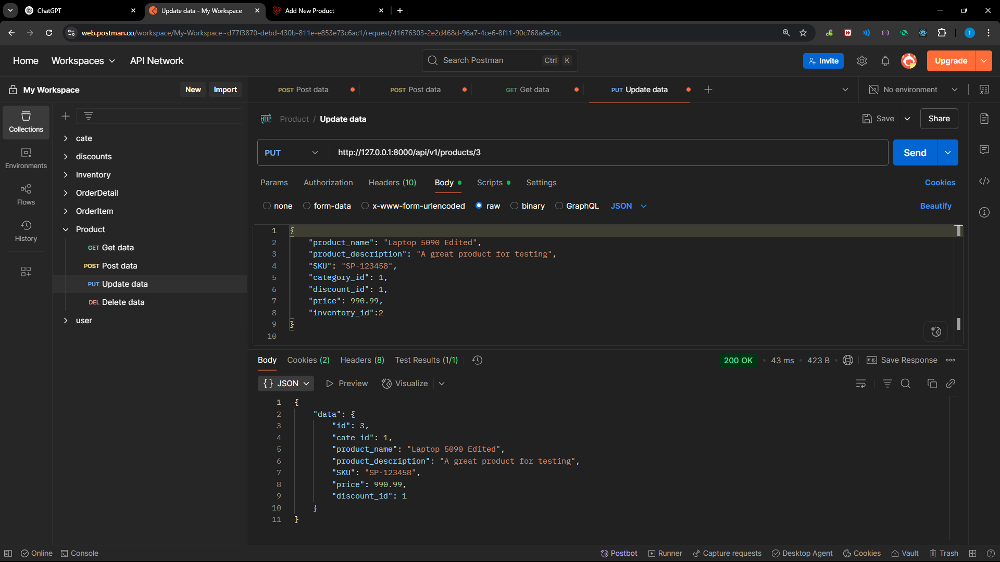 ChatGPT
Update data - My Workspace
Add New Product
web.postman.co/workspace/My-Workspace~d77f3870-debd-430b-811e-e853e73c6ac1/request/41676303-2e2d468d-96a7-4ce6-8f11-90c768a8e30c
T
Home
Workspaces
API Network
Search Postman
Ctrl
K
Invite
Upgrade
My Workspace
New
Import
POST Post data
POST Post data
GET Get data
PUT Update data
No environment
Collections
Environments
Flows
History
cate
discounts
Inventory
OrderDetail
OrderItem
Product
GET Get data
POST Post data
PUT Update data
DEL Delete data
user
HTTP
Product / Update data
Save
Share
PUT
http://127.0.0.1:8000/api/v1/products/3
Send
Params
Authorization
Headers (10)
Body
Scripts
Settings
Cookies
none
form-data
x-www-form-urlencoded
raw
binary
GraphQL
JSON
Beautify
1 {
2 "product_name": "Laptop 5090 Edited",
3 "product_description": "A great product for testing",
4 "SKU": "SP-123458",
5 "category_id": 1,
6 "discount_id": 1,
7 "price": 990.99,
8 "inventory_id":2
9 }
10
Body
Cookies (2)
Headers (8)
Test Results (1/1)
200 OK
43 ms
423 B
e.g. Save Response
{} JSON
Preview
Visualize
1 {
2 "data": {
3 "id": 3,
4 "cate_id": 1,
5 "product_name": "Laptop 5090 Edited",
6 "product_description": "A great product for testing",
7 "SKU": "SP-123458",
8 "price": 990.99,
9 "discount_id": 1
10 }
11 }
Online
Console
Postbot
Runner
Capture requests
Desktop Agent
Cookies
Vault
Trash